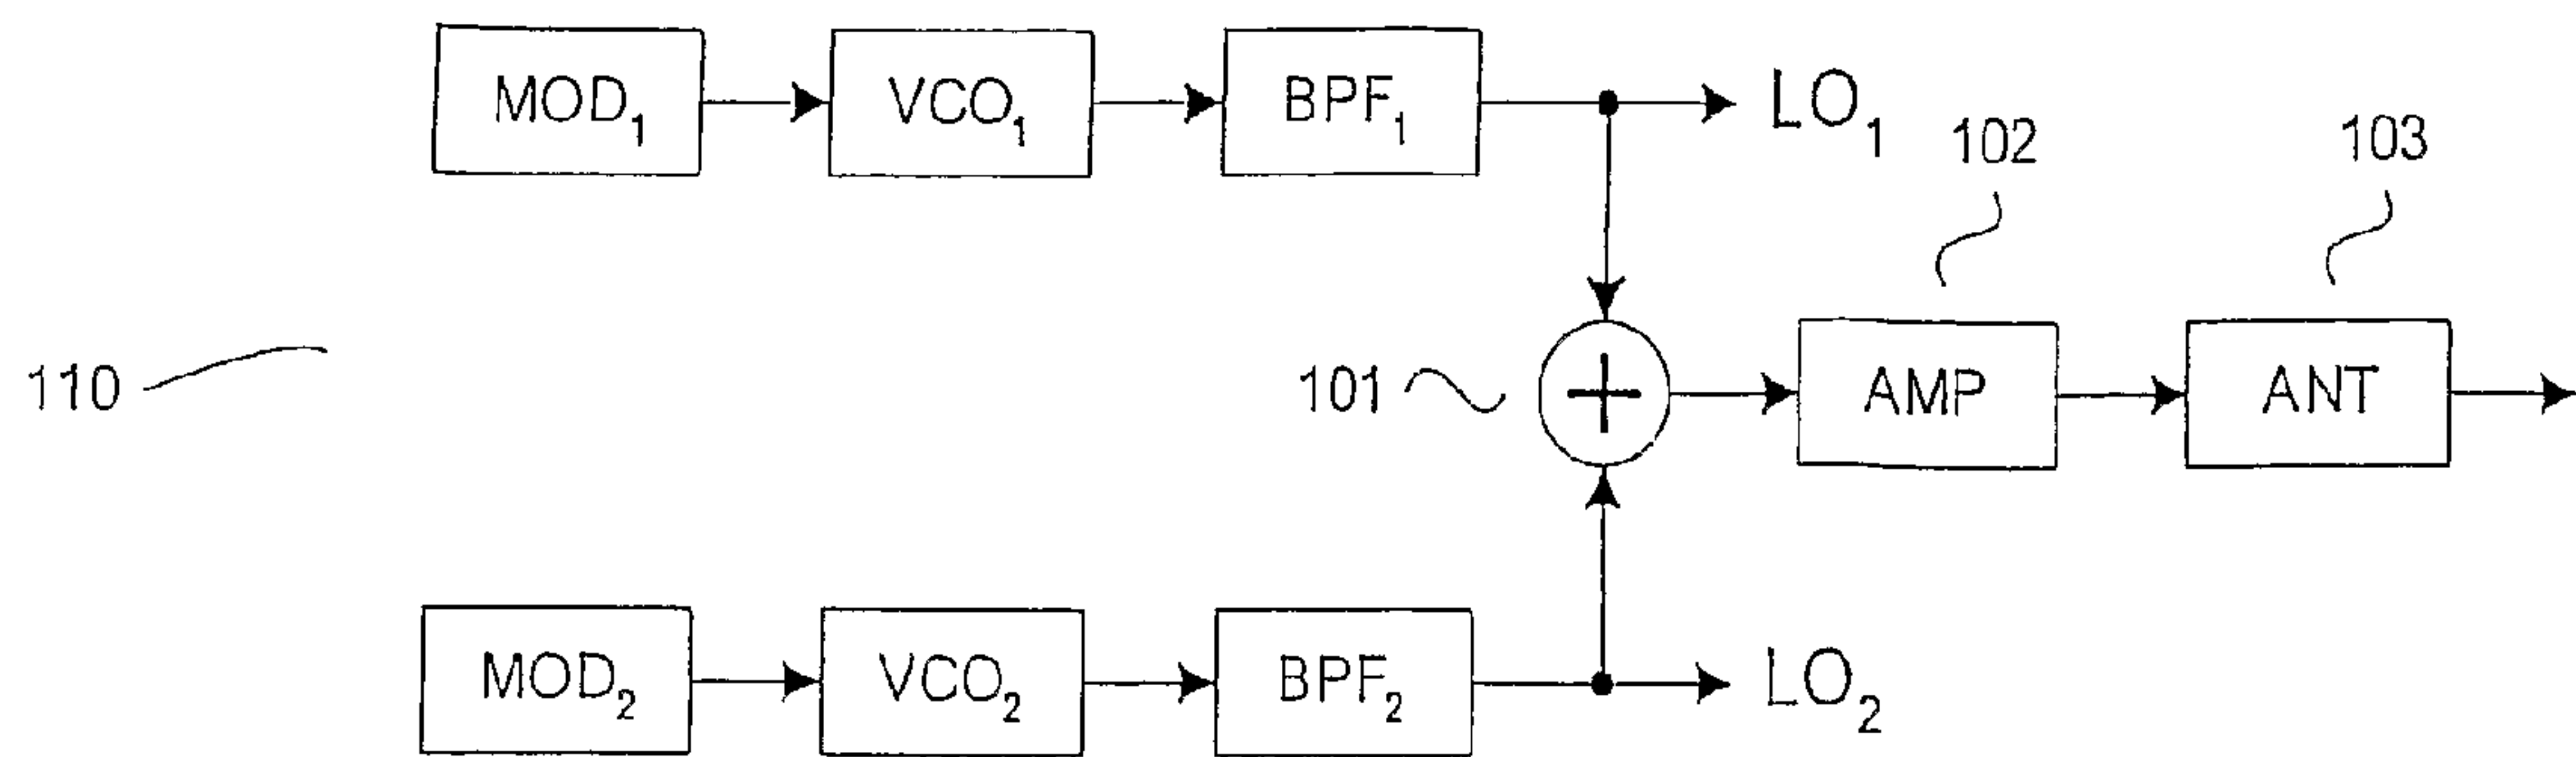 MOD₁ VCO₁ BPF₁ LO₁
102 103
110 101 + AMP ANT
MOD₂ VCO₂ BPF₂ LO₂